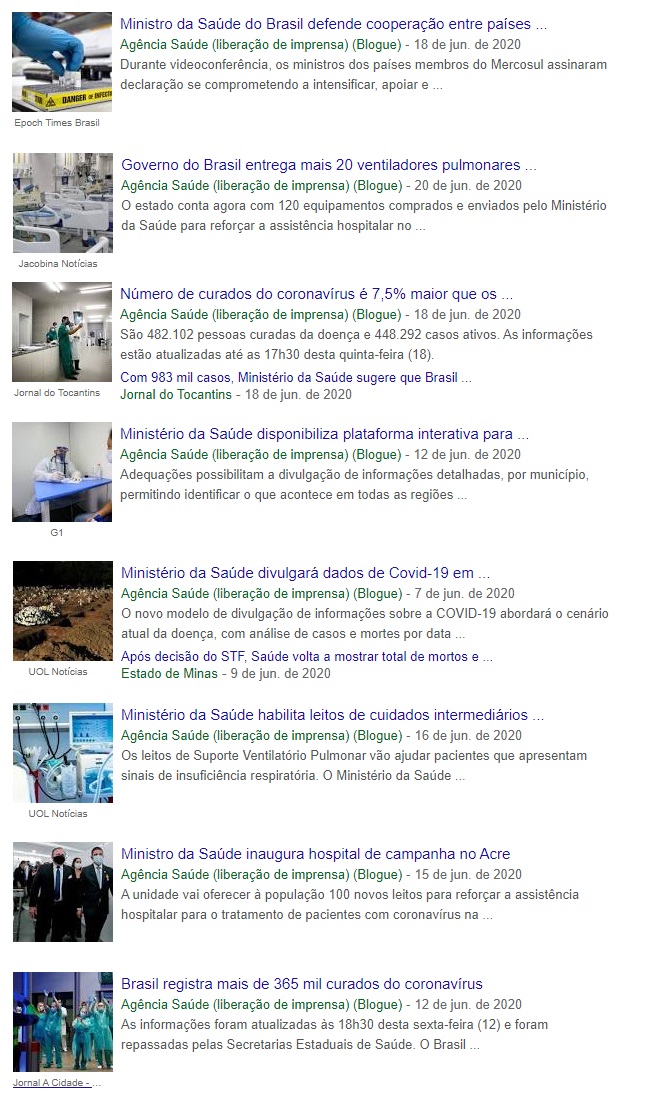 Ministro da Saúde do Brasil defende cooperação entre países ...
Agência Saúde (liberação de imprensa) (Blogue) - 18 de jun. de 2020
Durante videoconferência, os ministros dos países membros do Mercosul assinaram
declaração se comprometendo a intensificar, apoiar e ...
DANGER OF INFECTI
Epoch Times Brasil
Governo do Brasil entrega mais 20 ventiladores pulmonares ...
Agência Saúde (liberação de imprensa) (Blogue) - 20 de jun. de 2020
O estado conta agora com 120 equipamentos comprados e enviados pelo Ministério
da Saúde para reforçar a assistência hospitalar no ...
Jacobina Notícias
Número de curados do coronavírus é 7,5% maior que os ...
Agência Saúde (liberação de imprensa) (Blogue) - 18 de jun. de 2020
São 482.102 pessoas curadas da doença e 448.292 casos ativos. As informações
estão atualizadas até as 17h30 desta quinta-feira (18).
Com 983 mil casos, Ministério da Saúde sugere que Brasil ...
Jornal do Tocantins - 18 de jun. de 2020
Jornal do Tocantins
Ministério da Saúde disponibiliza plataforma interativa para ...
Agência Saúde (liberação de imprensa) (Blogue) - 12 de jun. de 2020
Adequações possibilitam a divulgação de informações detalhadas, por município,
permitindo identificar o que acontece em todas as regiões ...
G1
Ministério da Saúde divulgará dados de Covid-19 em ...
Agência Saúde (liberação de imprensa) (Blogue) - 7 de jun. de 2020
O novo modelo de divulgação de informações sobre a COVID-19 abordará o cenário
atual da doença, com análise de casos e mortes por data ...
Após decisão do STF, Saúde volta a mostrar total de mortos e ...
Estado de Minas - 9 de jun. de 2020
UOL Notícias
Ministério da Saúde habilita leitos de cuidados intermediários ...
Agência Saúde (liberação de imprensa) (Blogue) - 16 de jun. de 2020
Os leitos de Suporte Ventilatório Pulmonar vão ajudar pacientes que apresentam
sinais de insuficiência respiratória. O Ministério da Saúde ...
UOL Notícias
Ministro da Saúde inaugura hospital de campanha no Acre
Agência Saúde (liberação de imprensa) (Blogue) - 15 de jun. de 2020
A unidade vai oferecer à população 100 novos leitos para reforçar a assistência
hospitalar para o tratamento de pacientes com coronavírus na ...
Brasil registra mais de 365 mil curados do coronavírus
Agência Saúde (liberação de imprensa) (Blogue) - 12 de jun. de 2020
As informações foram atualizadas às 18h30 desta sexta-feira (12) e foram
repassadas pelas Secretarias Estaduais de Saúde. O Brasil ...
Jornal A Cidade - ...